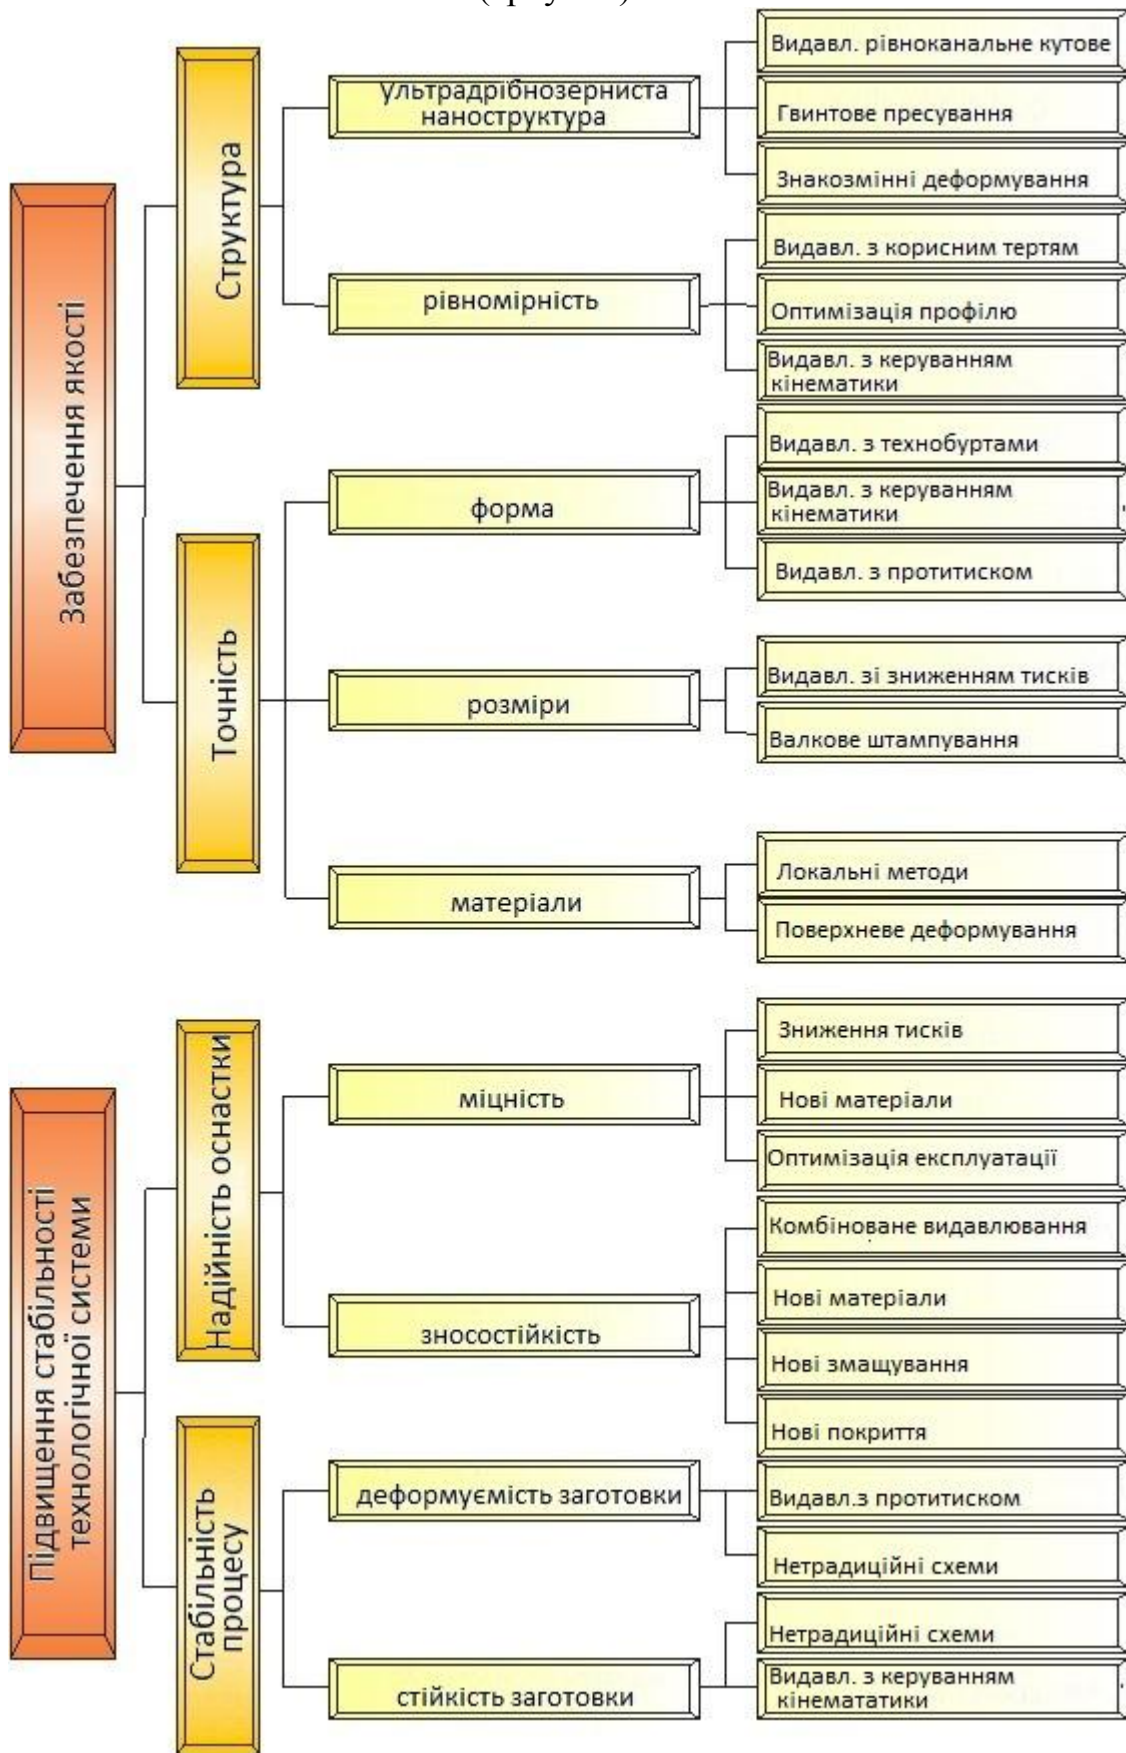 Забезпечення якості
Структура
ультрадрібнозерниста
наноструктура
Видавл. рівноканальне кутове
Гвинтове пресування
Знакозмінні деформування
рівномірність
Видавл. з корисним тертям
Оптимізація профілю
Видавл. з керуванням
кінематики
Точність
форма
Видавл. з технобуртами
Видавл. з керуванням
кінематики
Видавл. з протитиском
розміри
Видавл. зі зниженням тисків
Валкове штампування
матеріали
Локальні методи
Поверхневе деформування
Підвищення стабільності
технологічної системи
Надійність оснастки
міцність
Зниження тисків
Нові матеріали
Оптимізація експлуатації
зносостійкість
Комбіноване видавлювання
Нові матеріали
Нові змащування
Нові покриття
Стабільність
процесу
деформуємість заготовки
Видавл.з протитиском
Нетрадиційні схеми
стійкість заготовки
Нетрадиційні схеми
Видавл. з керуванням
кінемататики